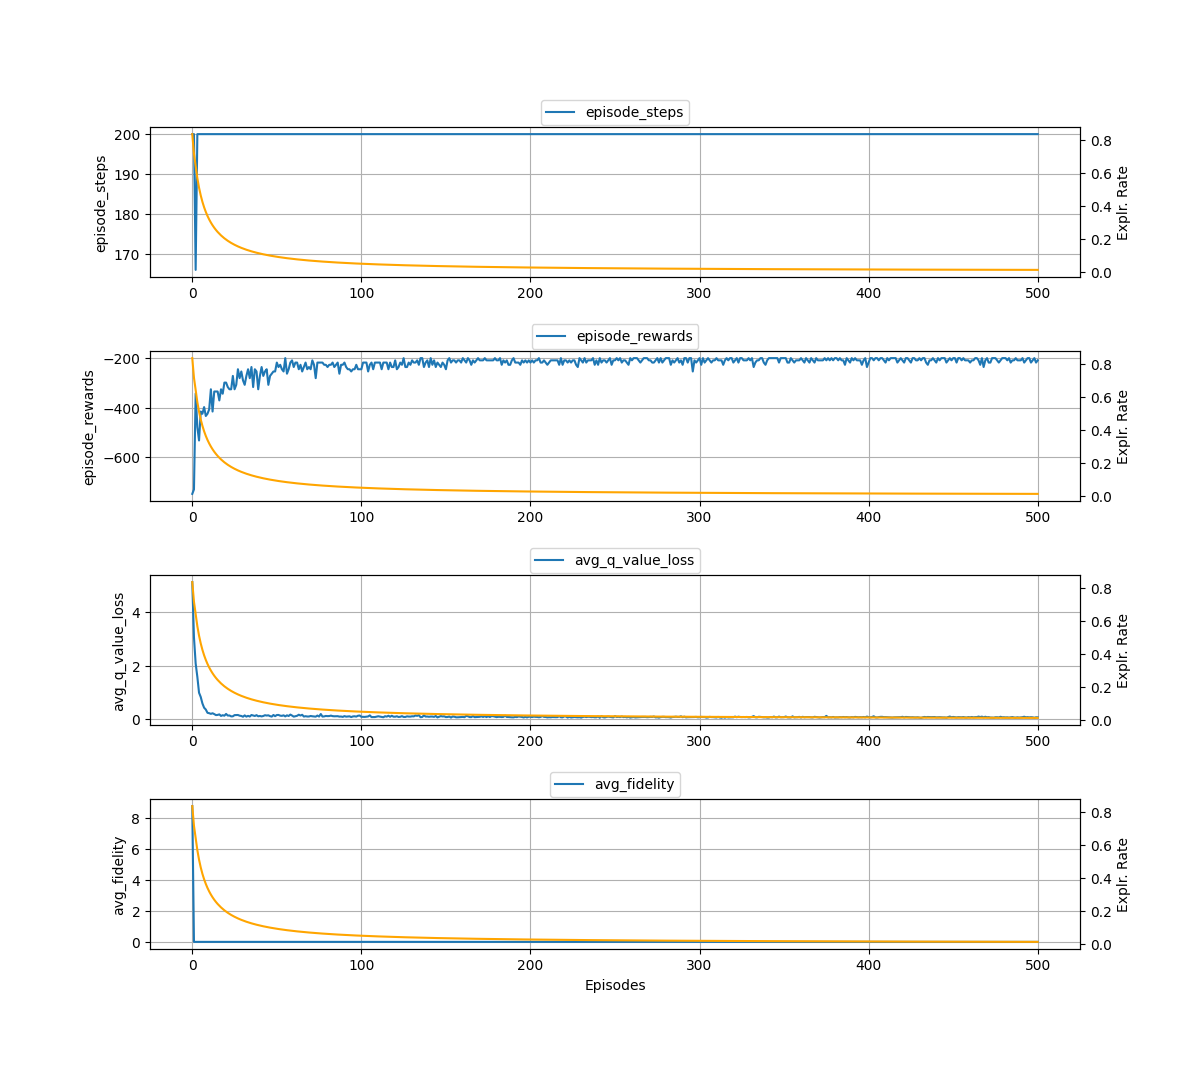 episode_steps
200
190
180
170
episode_steps
0.8
0.6
0.4
0.2
0.0
Explr. Rate
0 100 200 300 400 500
episode_rewards
−200
−400
−600
episode_rewards
0.8
0.6
0.4
0.2
0.0
Explr. Rate
0 100 200 300 400 500
avg_q_value_loss
4
2
0
avg_q_value_loss
0.8
0.6
0.4
0.2
0.0
Explr. Rate
0 100 200 300 400 500
avg_fidelity
8
6
4
2
0
avg_fidelity
0.8
0.6
0.4
0.2
0.0
Explr. Rate
0 100 200 300 400 500
Episodes